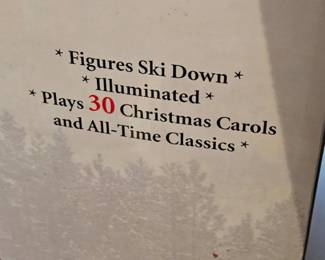 * Figures Ski Down *
* Illuminated *
* Plays 30 Christmas Carols
and All-Time Classics *